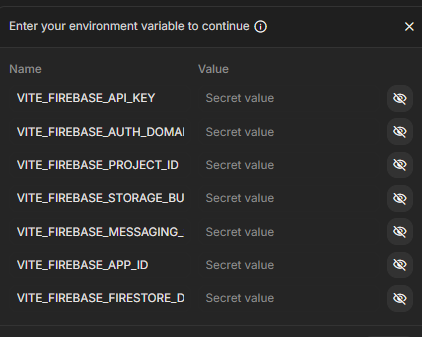 Enter your environment variable to continue
Name Value
VITE_FIREBASE_API_KEY Secret value
VITE_FIREBASE_AUTH_DOMAI Secret value
VITE_FIREBASE_PROJECT_ID Secret value
VITE_FIREBASE_STORAGE_BU Secret value
VITE_FIREBASE_MESSAGING_ Secret value
VITE_FIREBASE_APP_ID Secret value
VITE_FIREBASE_FIRESTORE_D Secret value